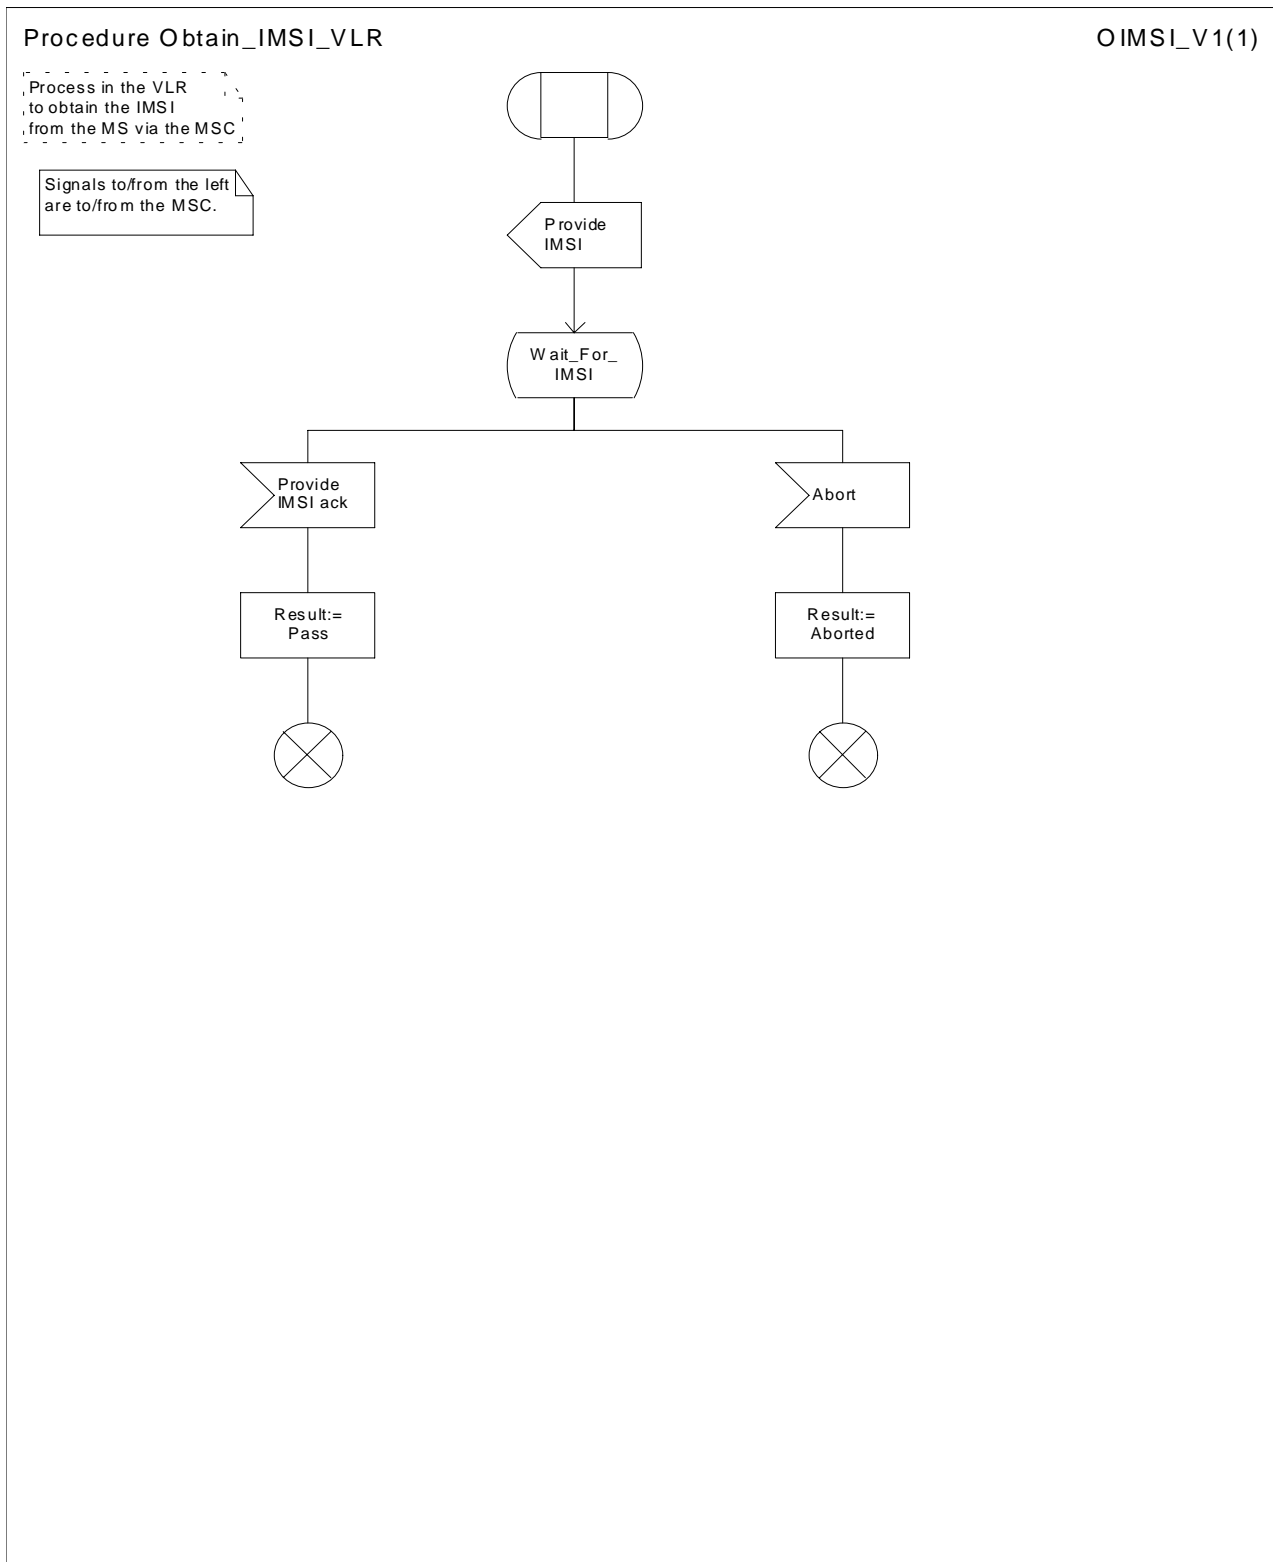 Procedure Obtain_IMSI_VLR
OIMSI_V1(1)
Process in the VLR
to obtain the IMSI
from the MS via the MSC
Signals to/from the left
are to/from the MSC.
Provide
IMSI
Wait_For_
IMSI
Provide
IMSI ack
Abort
Result:=
Pass
Result:=
Aborted